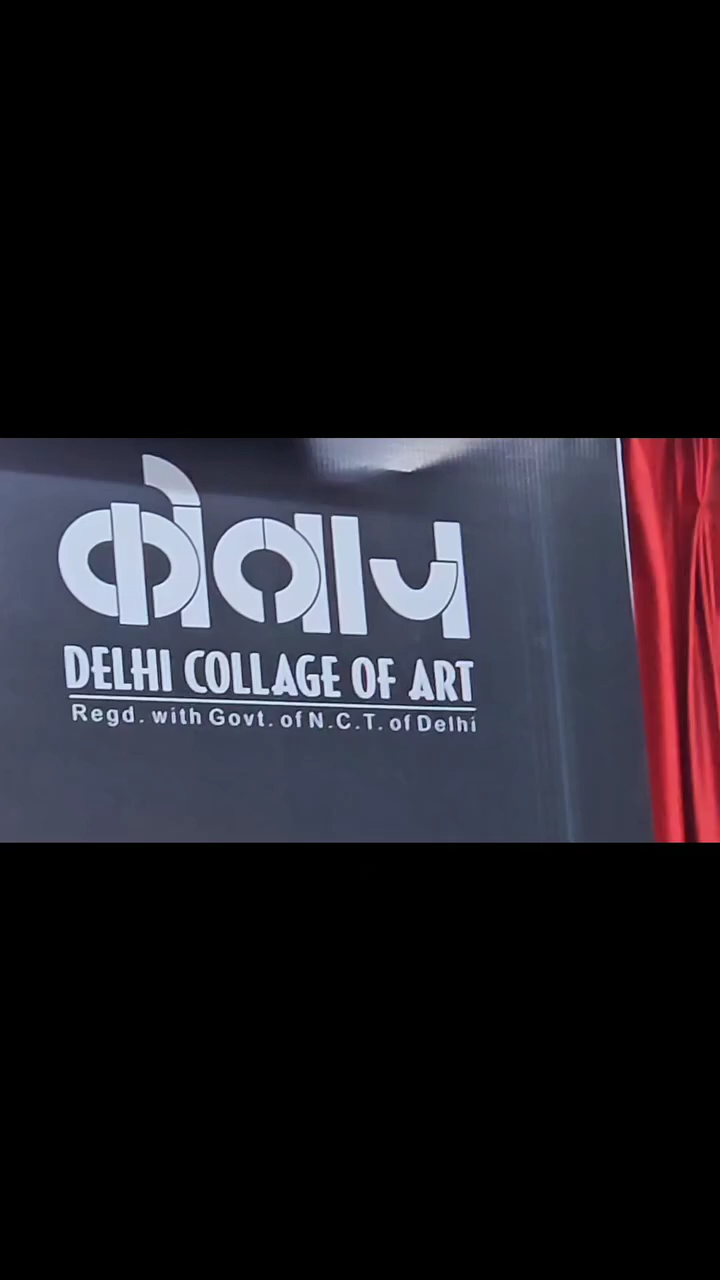 कोलाज
DELHI COLLAGE OF ART
Regd. with Govt. of N.C.T. of Delhi